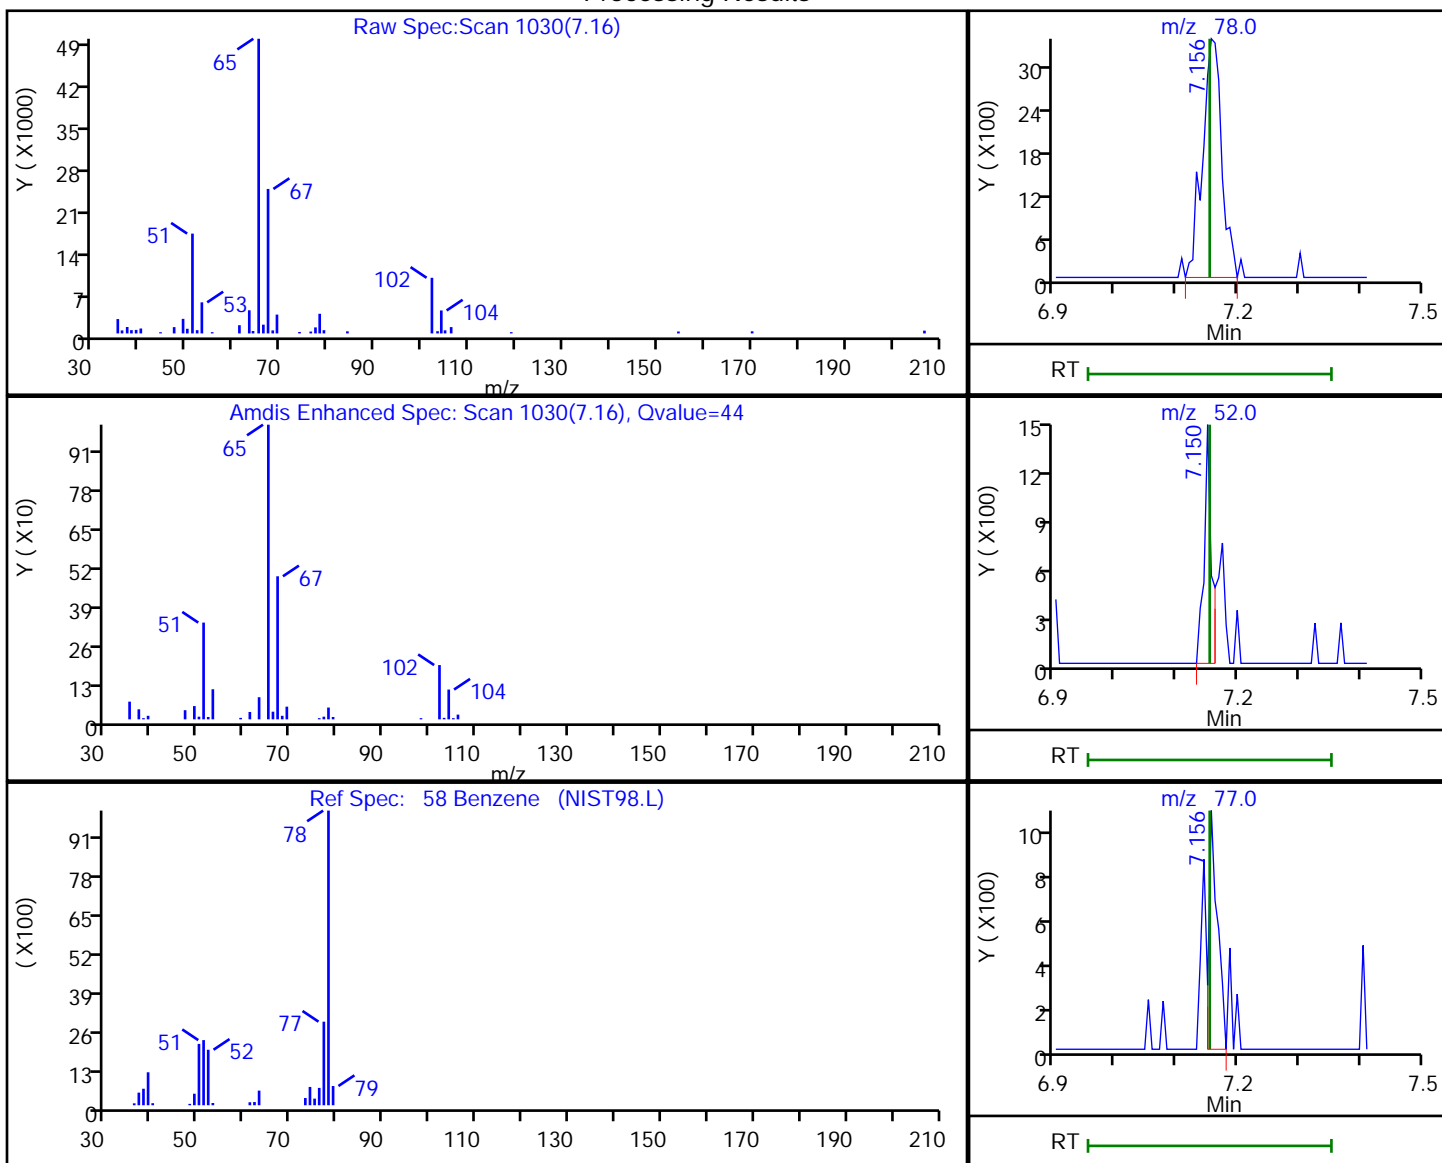 Processing Results
Raw Spec:Scan 1030(7.16)
Y ( X1000)
49
42
35
28
21
14
7
0
65
67
51
53
102
104
30 50 70 90 110 130 150 170 190 210
m/z
m/z 78.0
Y ( X100)
30
24
18
12
6
0
7.156
6.9 7.2 7.5
Min
RT
Amdis Enhanced Spec: Scan 1030(7.16), Qvalue=44
Y ( X10)
91
78
65
52
39
26
13
0
65
67
51
102
104
30 50 70 90 110 130 150 170 190 210
m/z
m/z 52.0
Y ( X100)
15
12
9
6
3
0
7.150
6.9 7.2 7.5
Min
RT
Ref Spec: 58 Benzene (NIST98.L)
( X100)
91
78
65
52
39
26
13
0
78
77
51
52
79
30 50 70 90 110 130 150 170 190 210
m/z 77.0
Y ( X100)
10
8
6
4
2
0
7.156
6.9 7.2 7.5
Min
RT